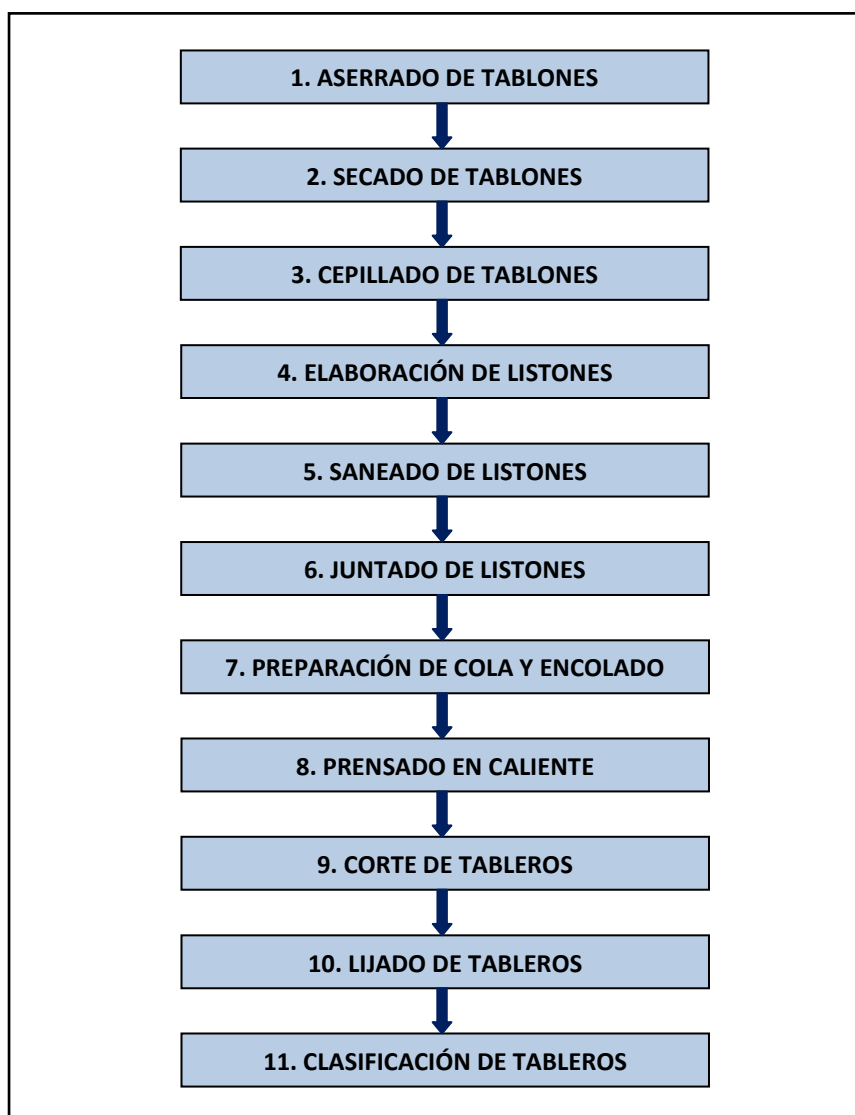 1. ASERRADO DE TABLONES
2. SECADO DE TABLONES
3. CEPILLADO DE TABLONES
4. ELABORACIÓN DE LISTONES
5. SANEADO DE LISTONES
6. JUNTADO DE LISTONES
7. PREPARACIÓN DE COLA Y ENCOLADO
8. PRENSADO EN CALIENTE
9. CORTE DE TABLEROS
10. LIJADO DE TABLEROS
11. CLASIFICACIÓN DE TABLEROS